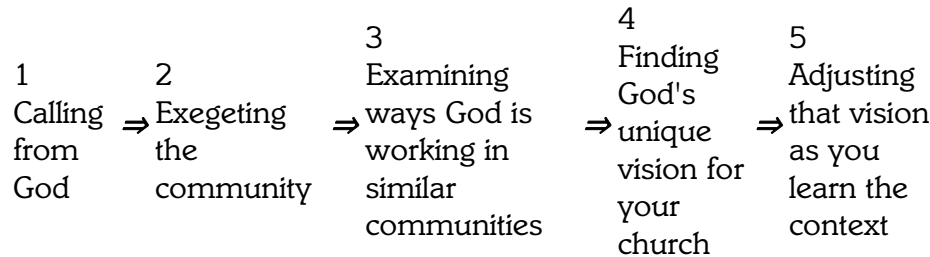 1
Calling
from
God
⇒
2
Exegeting
the
community
⇒
3
Examining
ways God is
working in
similar
communities
⇒
4
Finding
God's
unique
vision for
your
church
⇒
5
Adjusting
that vision
as you
learn the
context